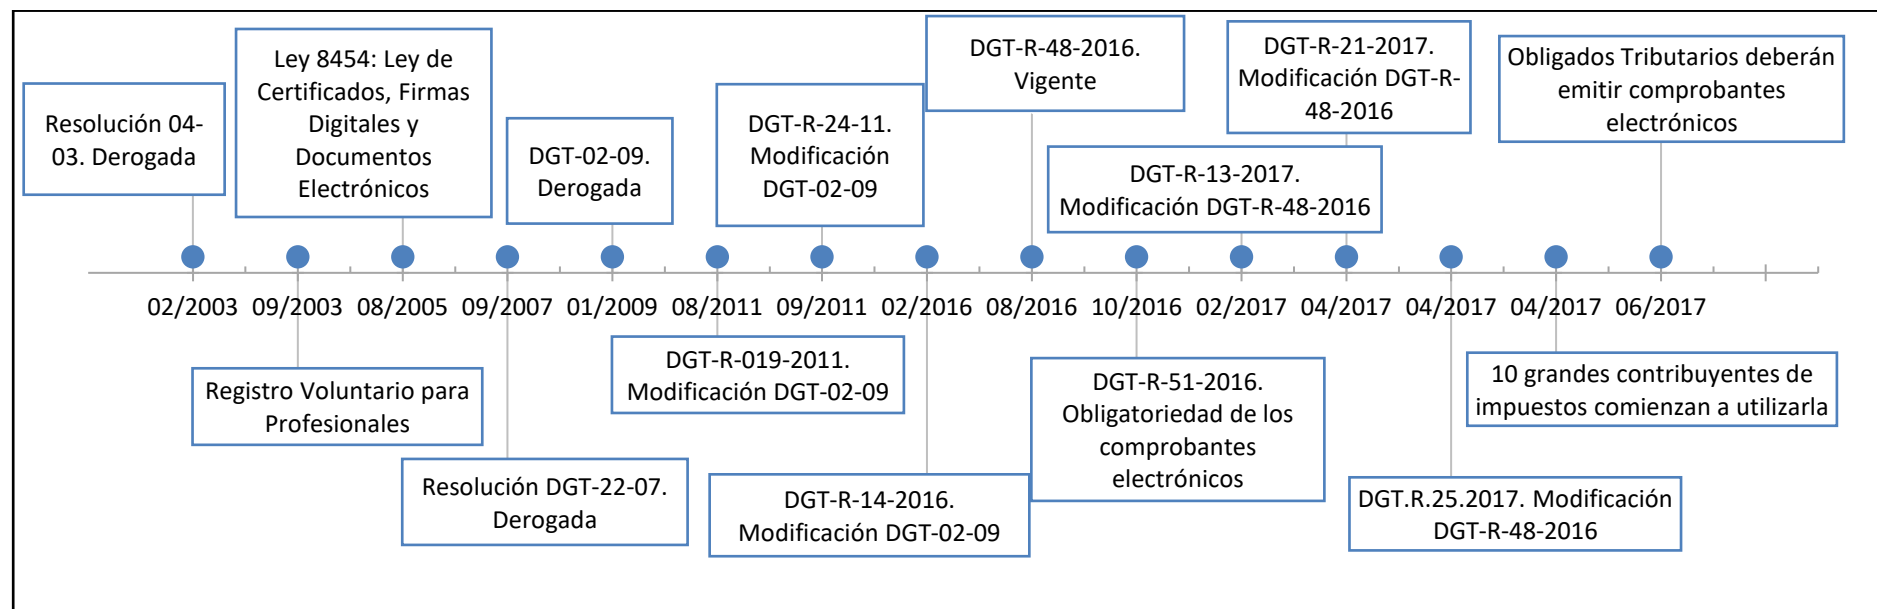 Resolución 04-
03. Derogada
Ley 8454: Ley de
Certificados, Firmas
Digitales y
Documentos
Electrónicos
DGT-02-09.
Derogada
DGT-R-24-11.
Modificación
DGT-02-09
DGT-R-48-2016.
Vigente
DGT-R-13-2017.
Modificación DGT-R-48-2016
DGT-R-21-2017.
Modificación DGT-R-
48-2016
Obligados Tributarios deberán
emitir comprobantes
electrónicos
02/2003 09/2003 08/2005 09/2007 01/2009 08/2011 09/2011 02/2016 08/2016 10/2016 02/2017 04/2017 04/2017 04/2017 06/2017
Registro Voluntario para
Profesionales
Resolución DGT-22-07.
Derogada
DGT-R-019-2011.
Modificación DGT-02-09
DGT-R-14-2016.
Modificación DGT-02-09
DGT-R-51-2016.
Obligatoriedad de los
comprobantes
electrónicos
DGT.R.25.2017. Modificación
DGT-R-48-2016
10 grandes contribuyentes de
impuestos comienzan a utilizarla